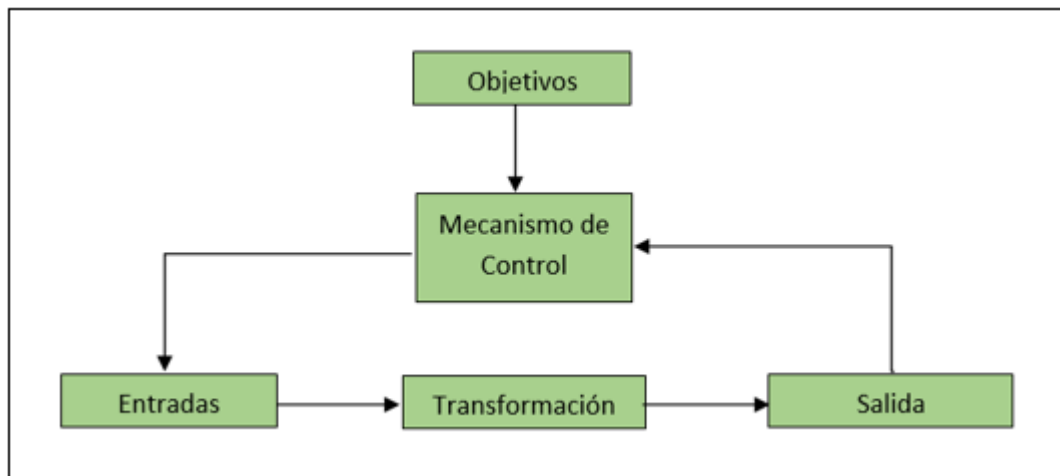 Objetivos
Mecanismo de
Control
Entradas
Transformación
Salida